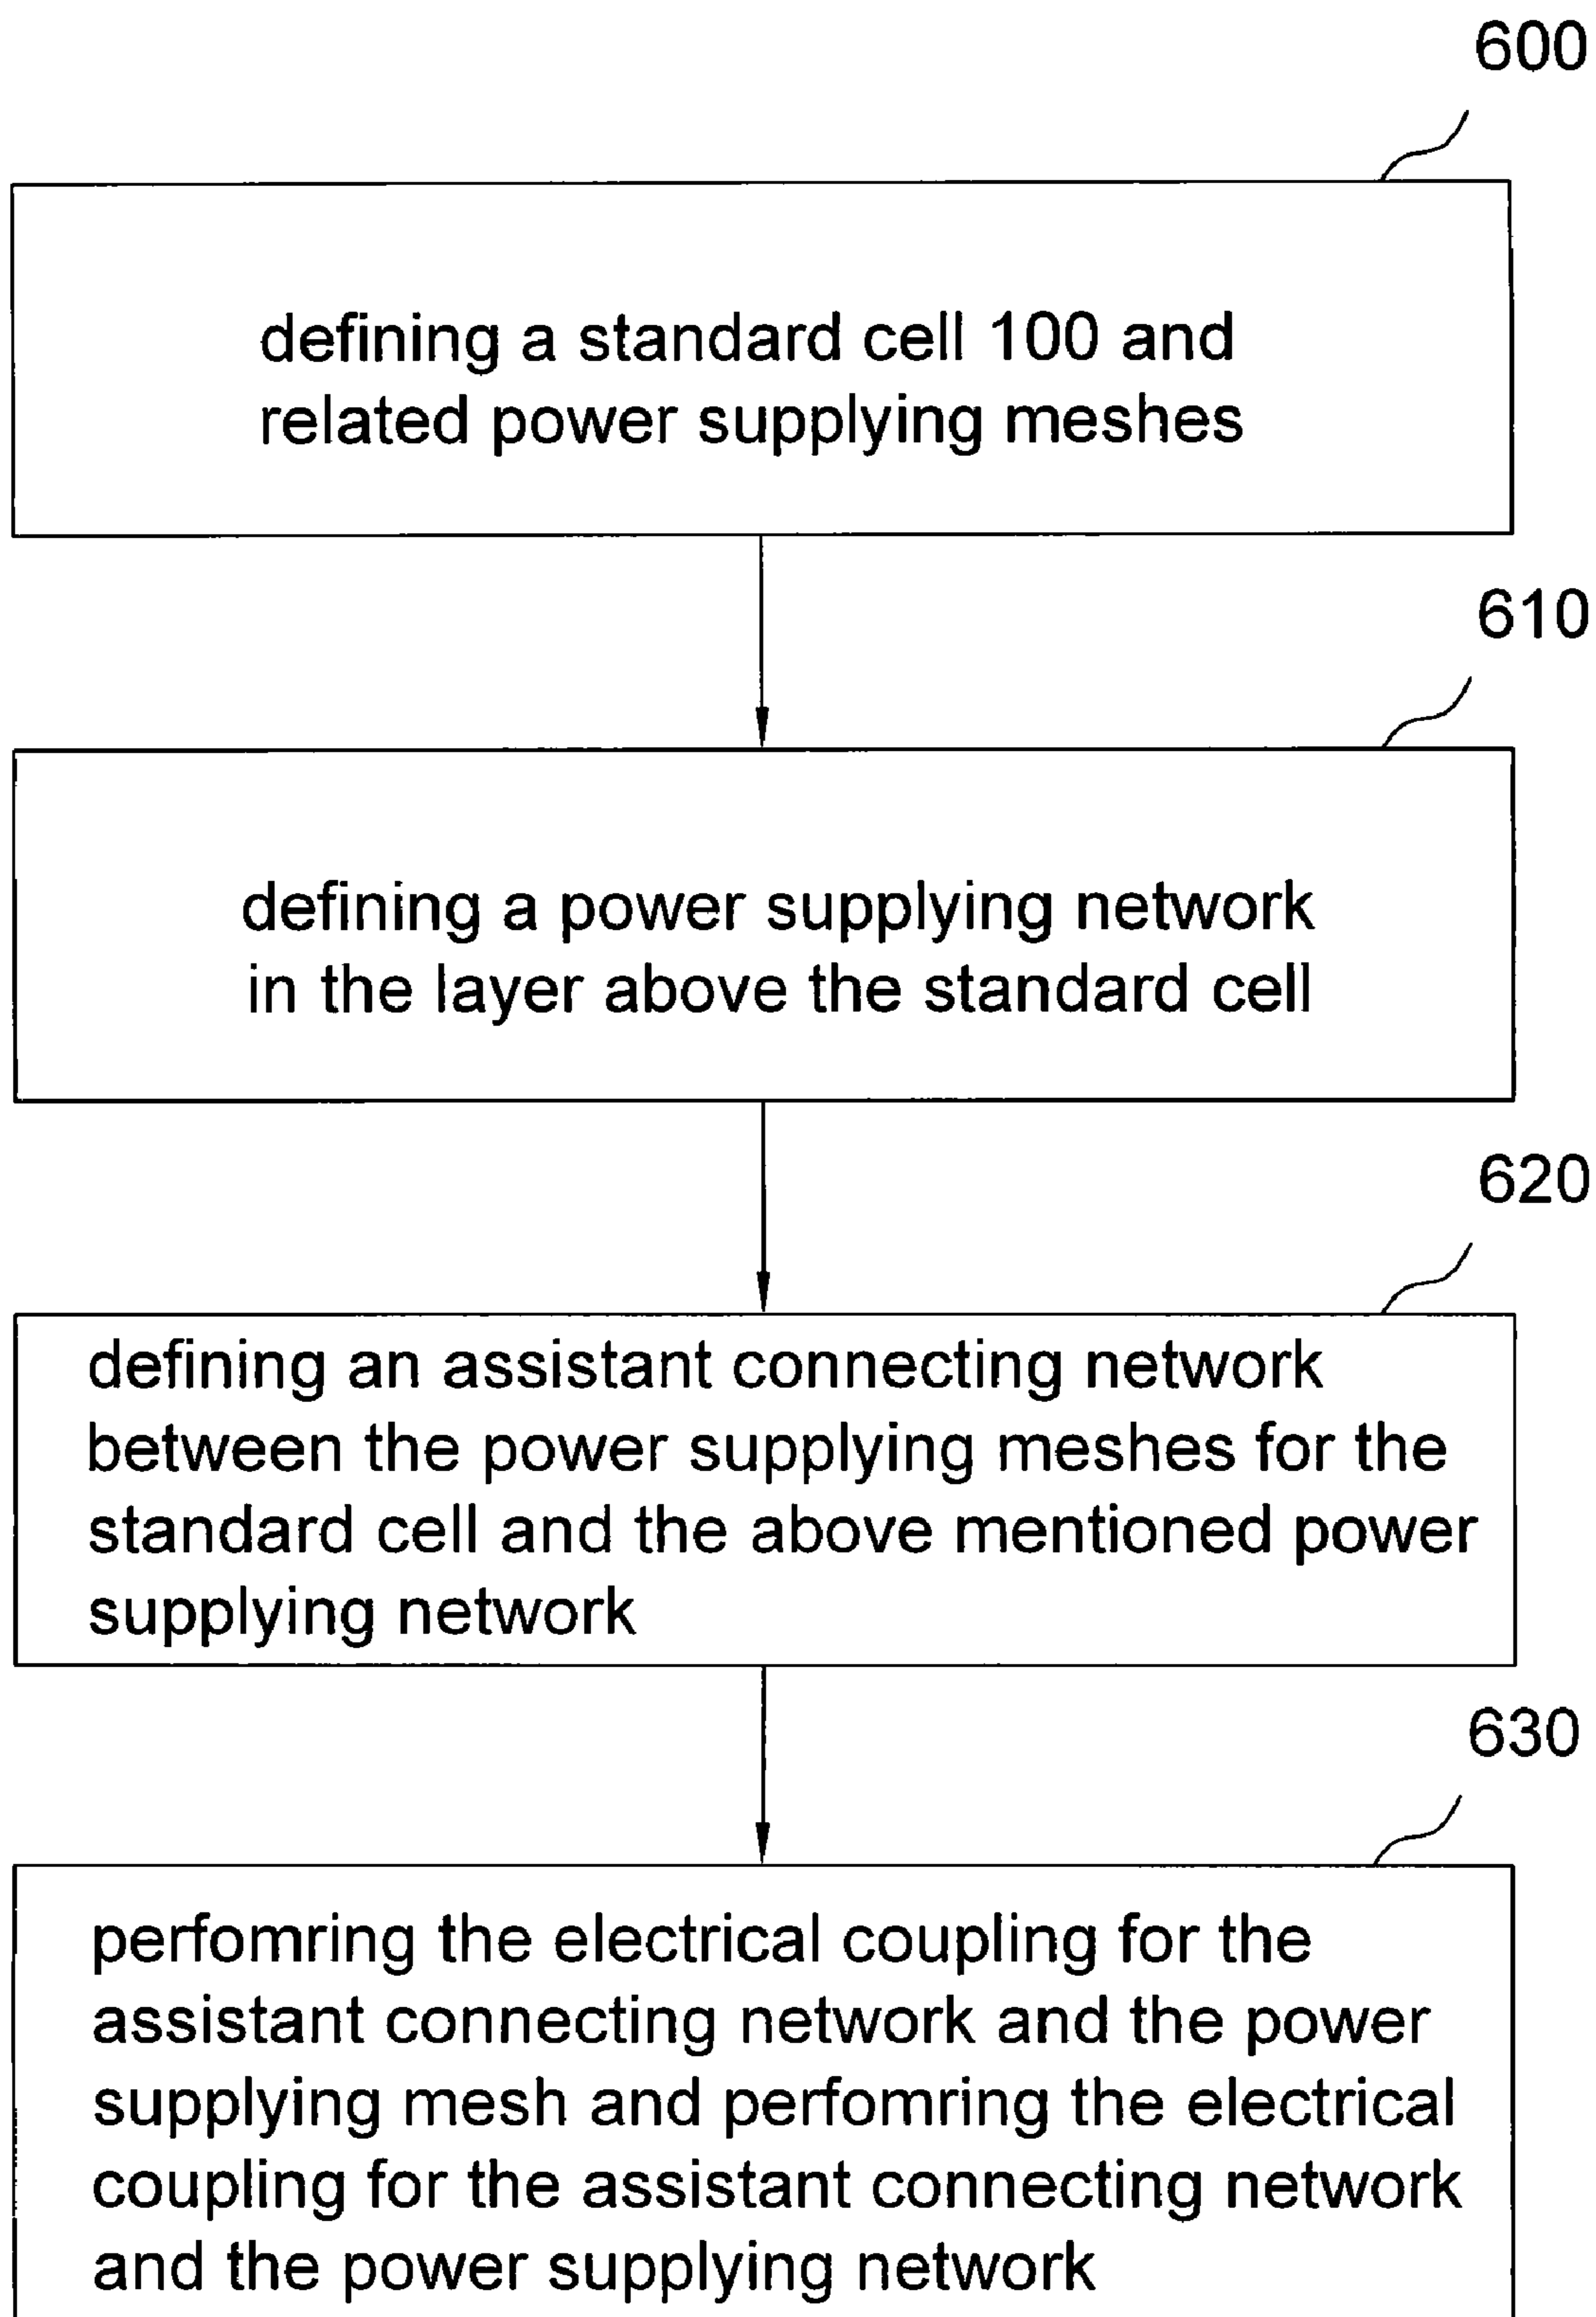 600
defining a standard cell 100 and
related power supplying meshes
610
defining a power supplying network
in the layer above the standard cell
620
defining an assistant connecting network
between the power supplying meshes for the
standard cell and the above mentioned power
supplying network
630
perfomring the electrical coupling for the
assistant connecting network and the power
supplying mesh and perfomring the electrical
coupling for the assistant connecting network
and the power supplying network